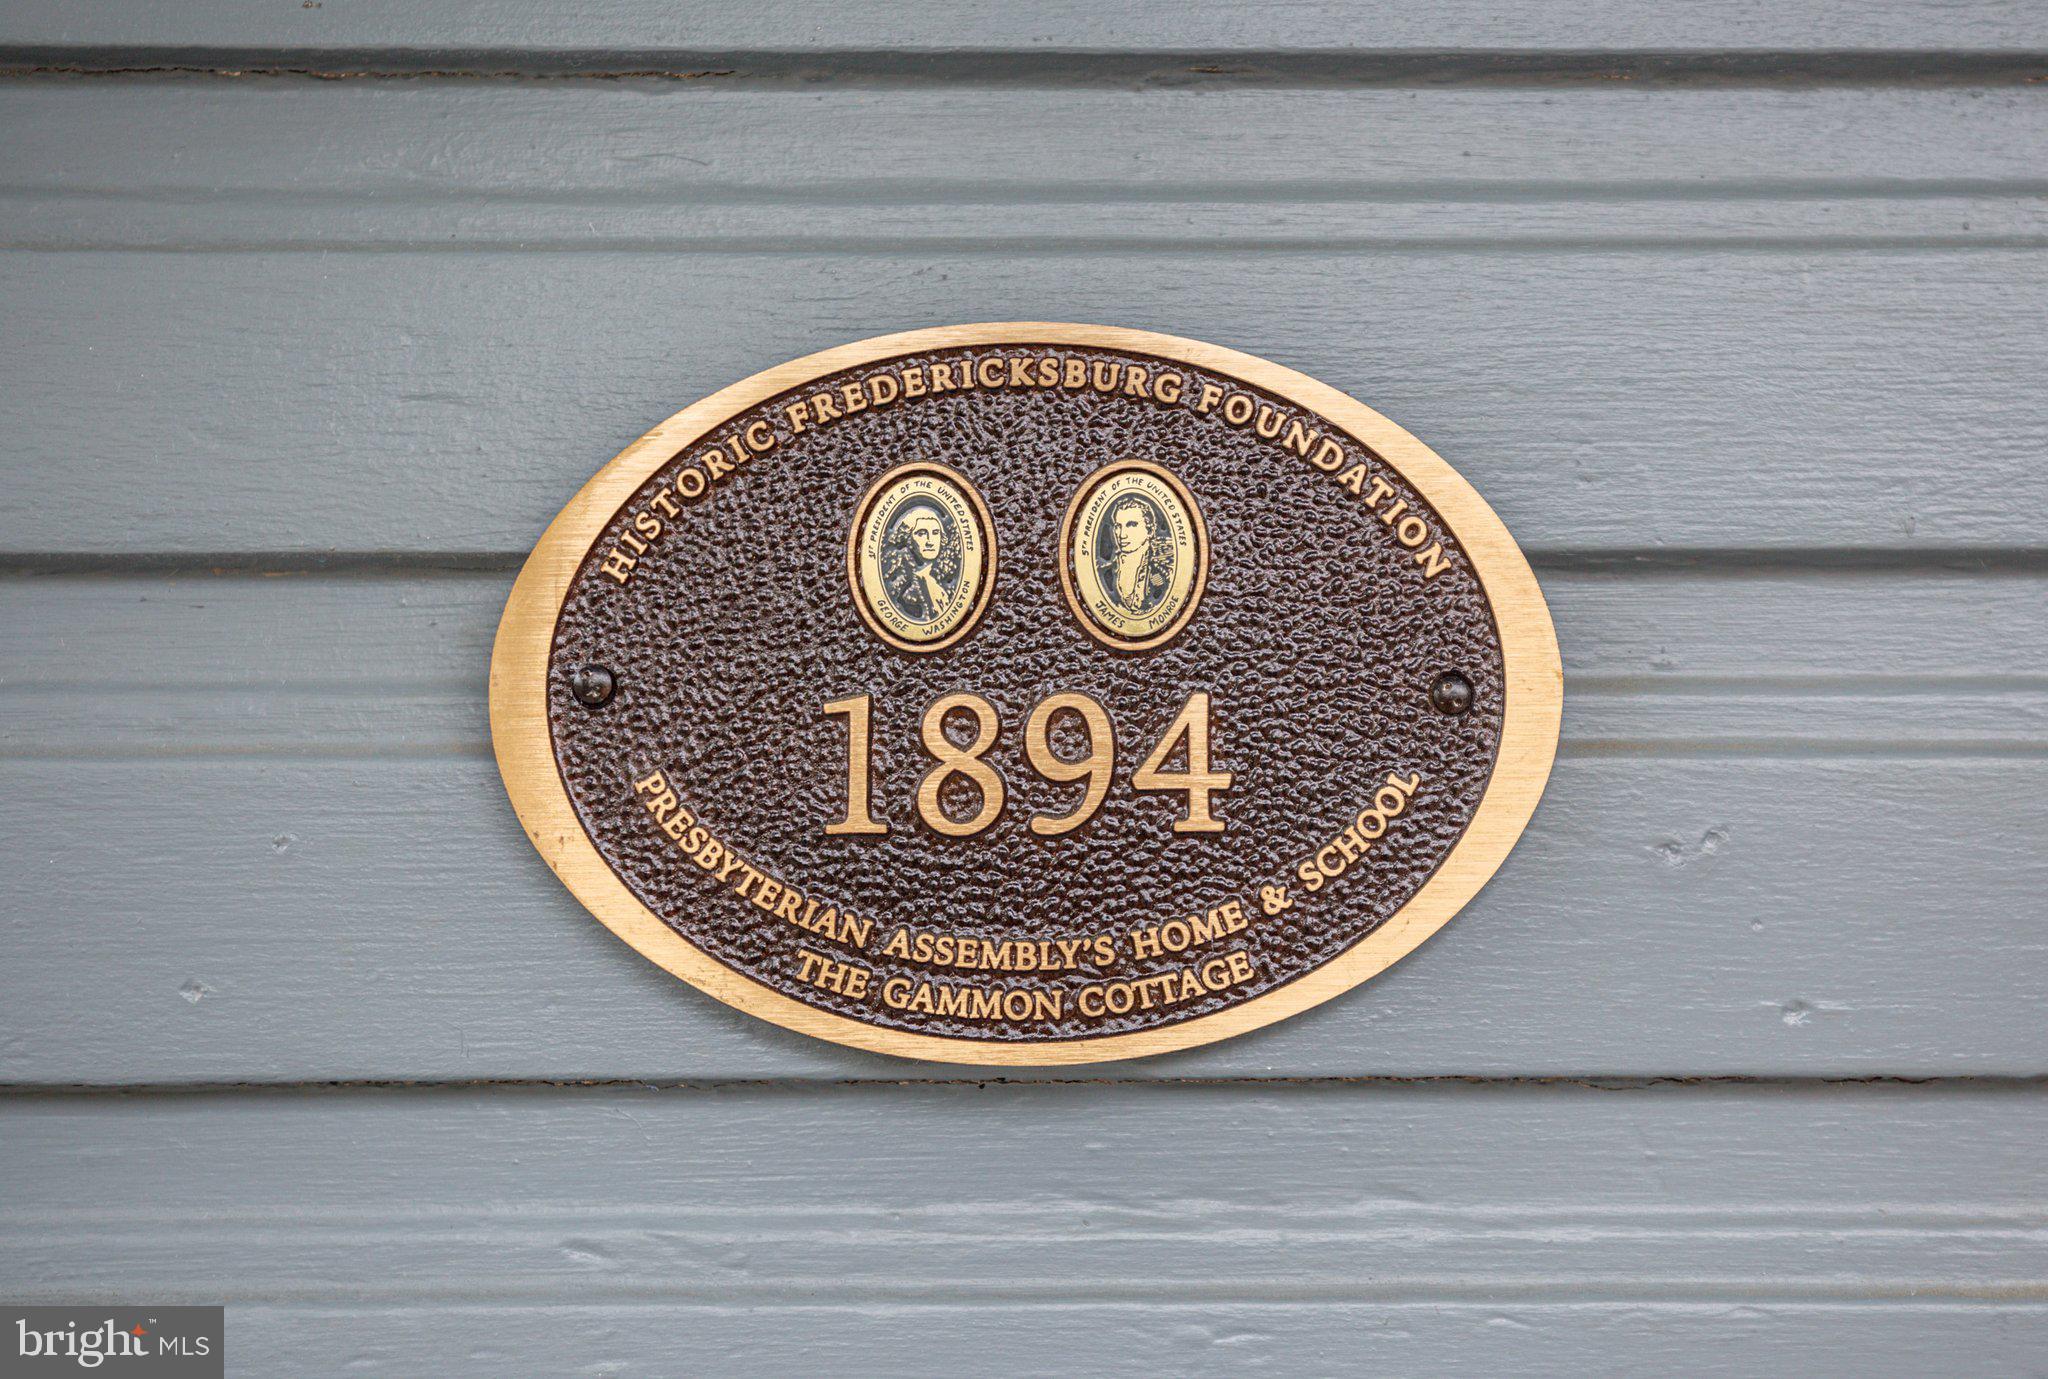 HISTORIC FREDERICKSBURG FOUNDATION
1ST PRESIDENT OF THE UNITED STATES
GEORGE WASHINGTON
5TH PRESIDENT OF THE UNITED STATES
JAMES MONROE
1894
PRESBYTERIAN ASSEMBLY'S HOME & SCHOOL
THE GAMMON COTTAGE
bright™ MLS